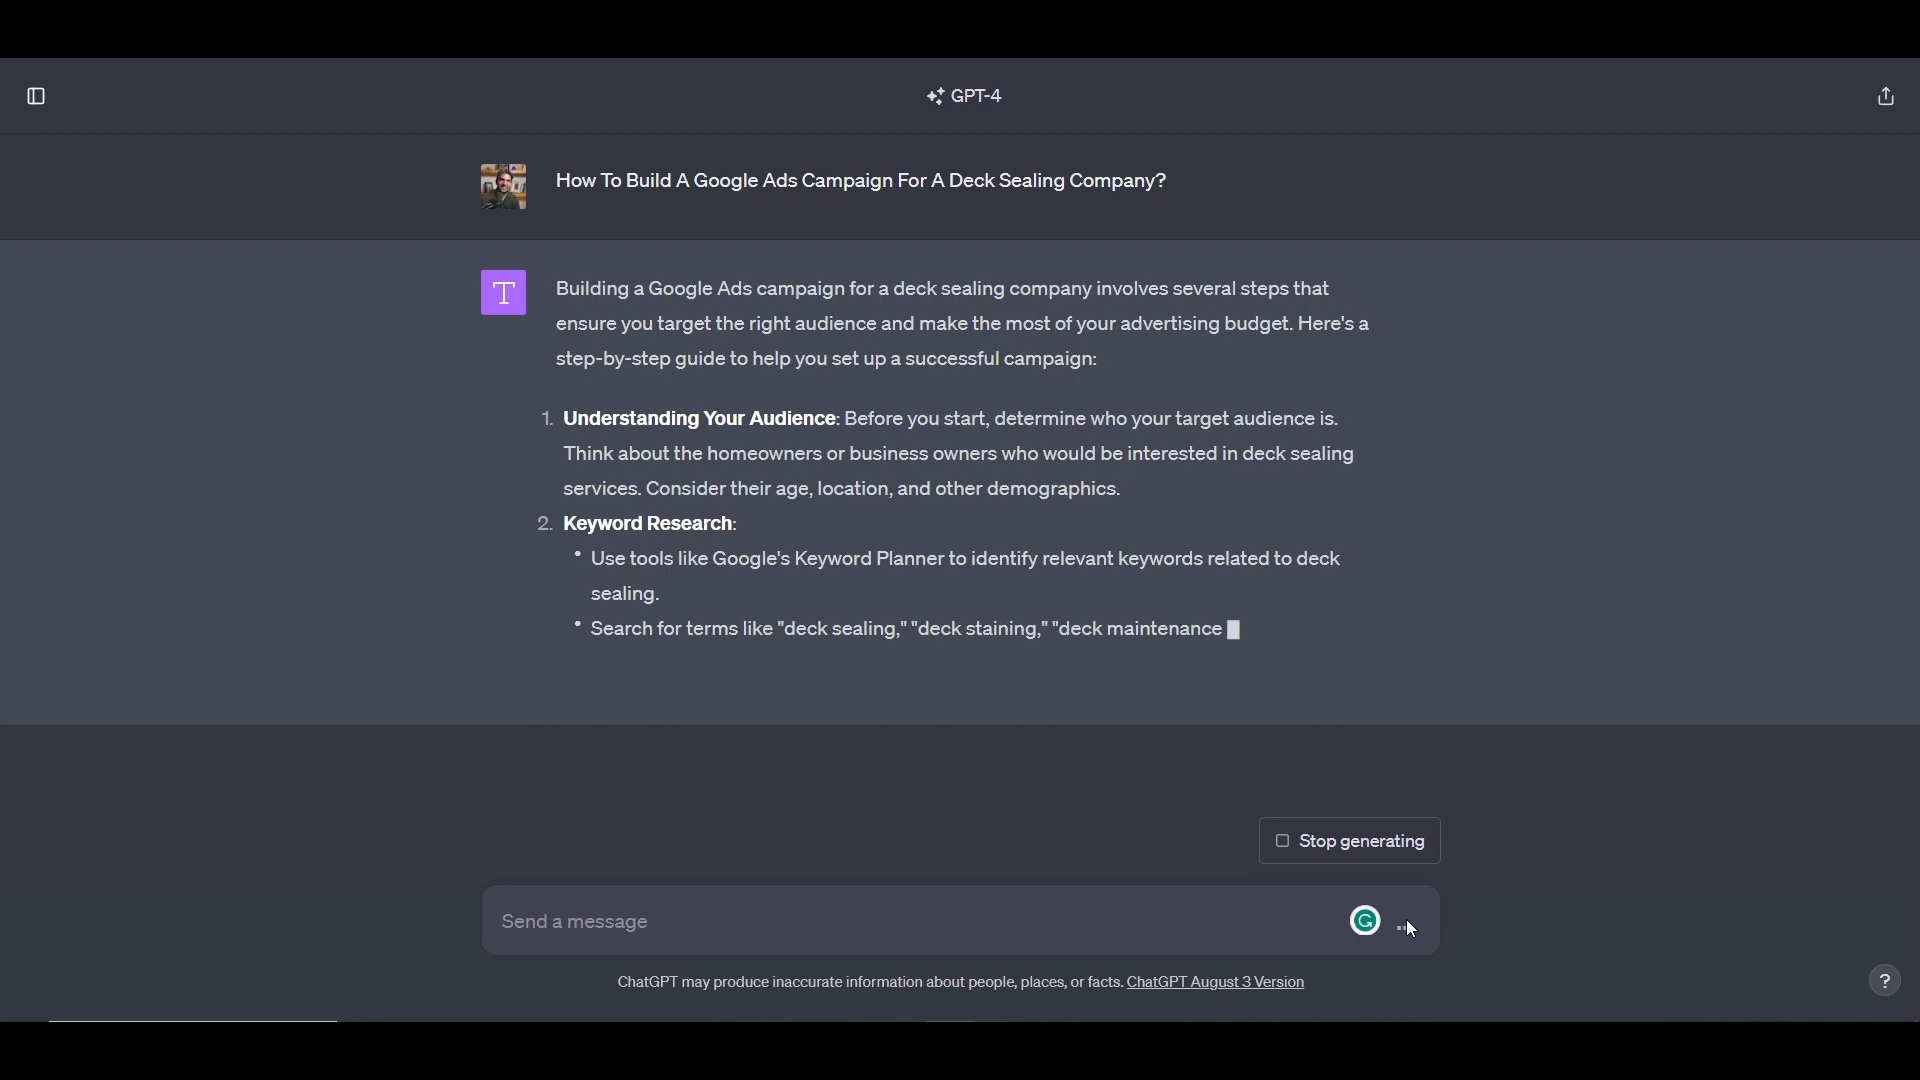 GPT-4
How To Build A Google Ads Campaign For A Deck Sealing Company?
T
Building a Google Ads campaign for a deck sealing company involves several steps that
ensure you target the right audience and make the most of your advertising budget. Here's a
step-by-step guide to help you set up a successful campaign:
1. Understanding Your Audience: Before you start, determine who your target audience is.
Think about the homeowners or business owners who would be interested in deck sealing
services. Consider their age, location, and other demographics.
2. Keyword Research:
• Use tools like Google's Keyword Planner to identify relevant keywords related to deck
sealing.
• Search for terms like "deck sealing," "deck staining," "deck maintenance
Stop generating
Send a message
G
ChatGPT may produce inaccurate information about people, places, or facts. ChatGPT August 3 Version
?